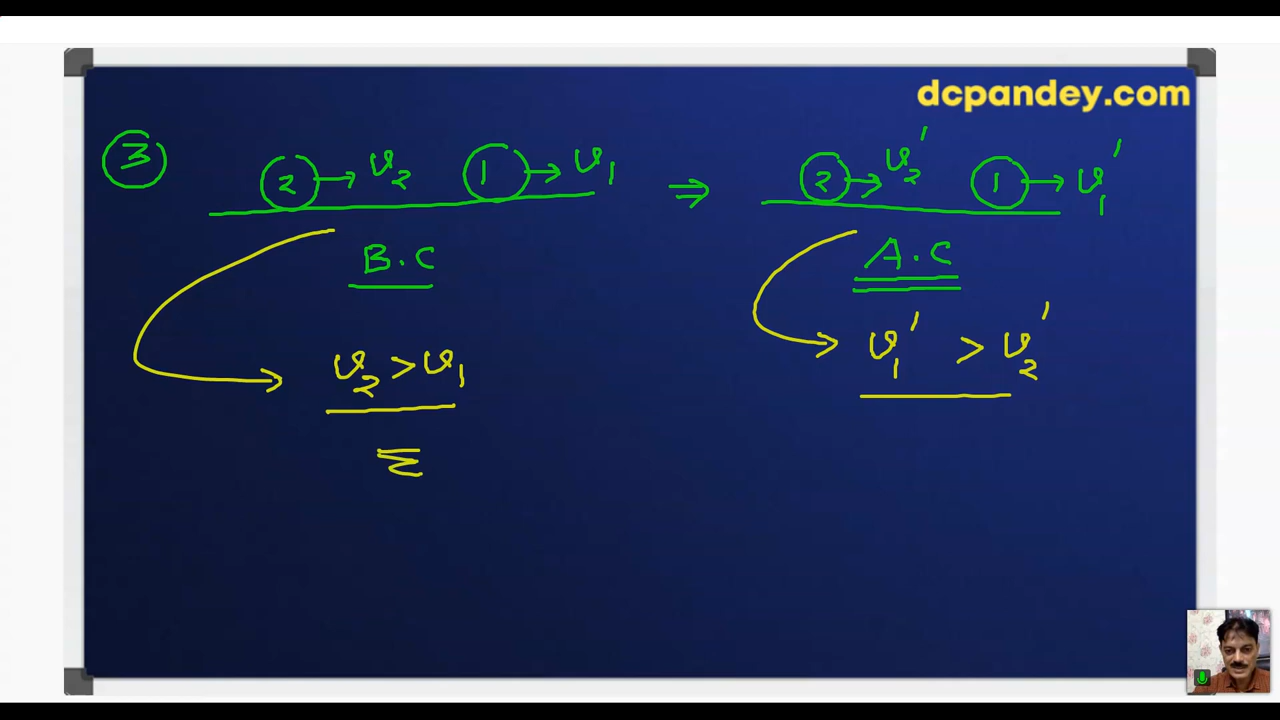 dcpandey.com
3
2 → v₂ 1 → v₁ ⇒ 2 → v₂' 1 → v₁'
B.C A.C
v₂ > v₁ v₁' > v₂'